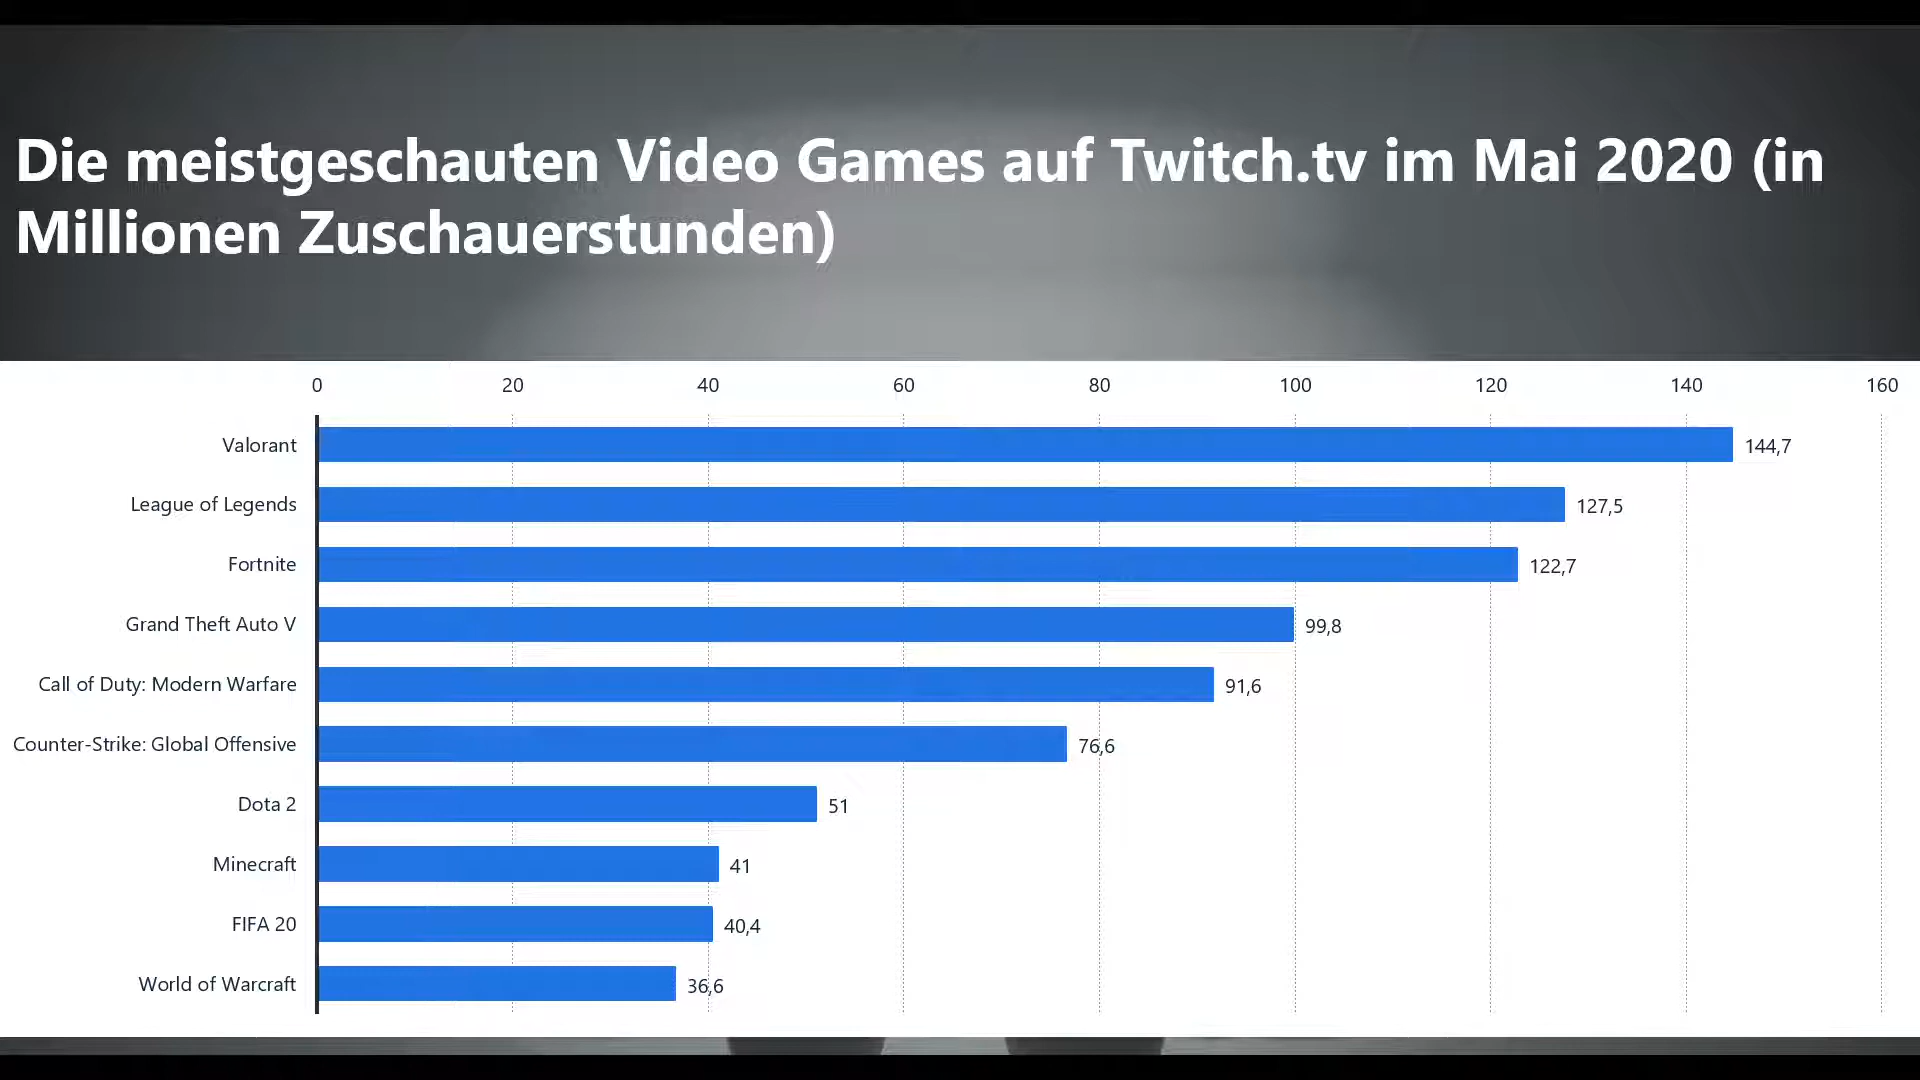 Die meistgeschauten Video Games auf Twitch.tv im Mai 2020 (in
Millionen Zuschauerstunden)
0 20 40 60 80 100 120 140 160
Valorant 144,7
League of Legends 127,5
Fortnite 122,7
Grand Theft Auto V 99,8
Call of Duty: Modern Warfare 91,6
Counter-Strike: Global Offensive 76,6
Dota 2 51
Minecraft 41
FIFA 20 40,4
World of Warcraft 36,6